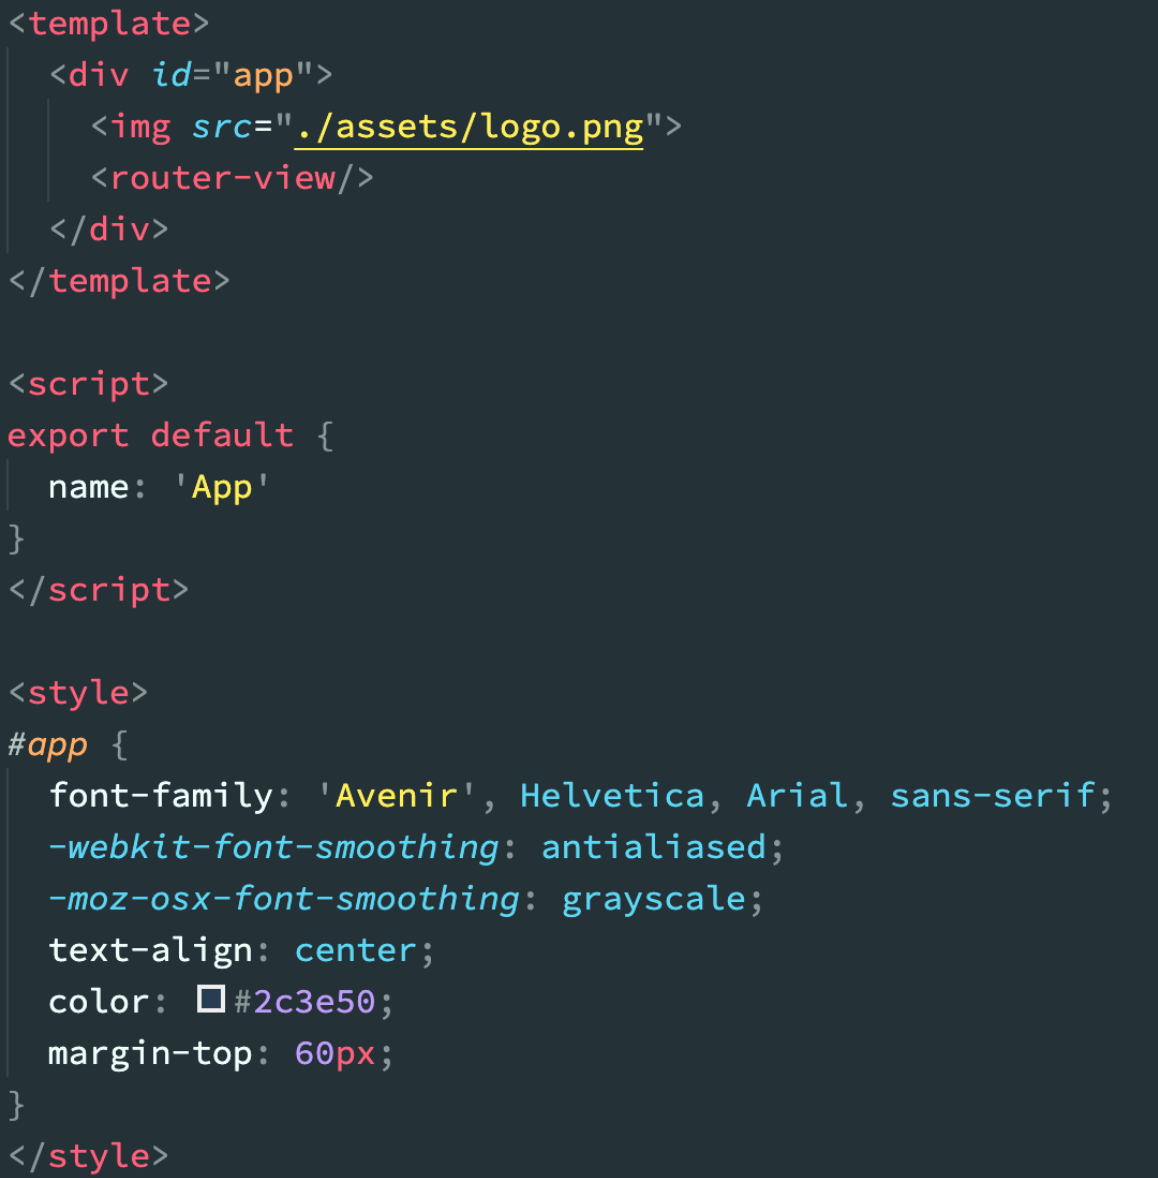 <template>
  <div id="app">
    <img src="./assets/logo.png">
    <router-view/>
  </div>
</template>

<script>
export default {
  name: 'App'
}
</script>

<style>
#app {
  font-family: 'Avenir', Helvetica, Arial, sans-serif;
  -webkit-font-smoothing: antialiased;
  -moz-osx-font-smoothing: grayscale;
  text-align: center;
  color: #2c3e50;
  margin-top: 60px;
}
</style>